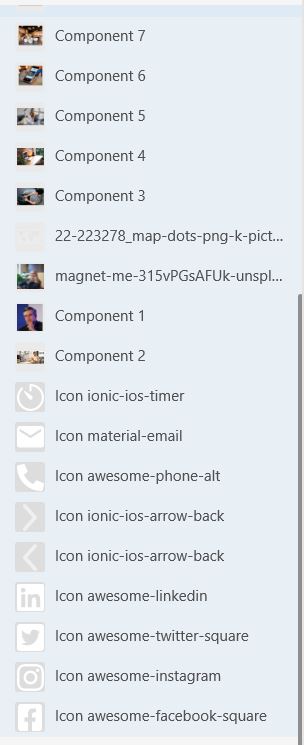 Component 7
Component 6
Component 5
Component 4
Component 3
22-223278_map-dots-png-k-pict...
magnet-me-315vPGsAFUk-unspl...
Component 1
Component 2
Icon ionic-ios-timer
Icon material-email
Icon awesome-phone-alt
Icon ionic-ios-arrow-back
Icon ionic-ios-arrow-back
Icon awesome-linkedin
Icon awesome-twitter-square
Icon awesome-instagram
Icon awesome-facebook-square